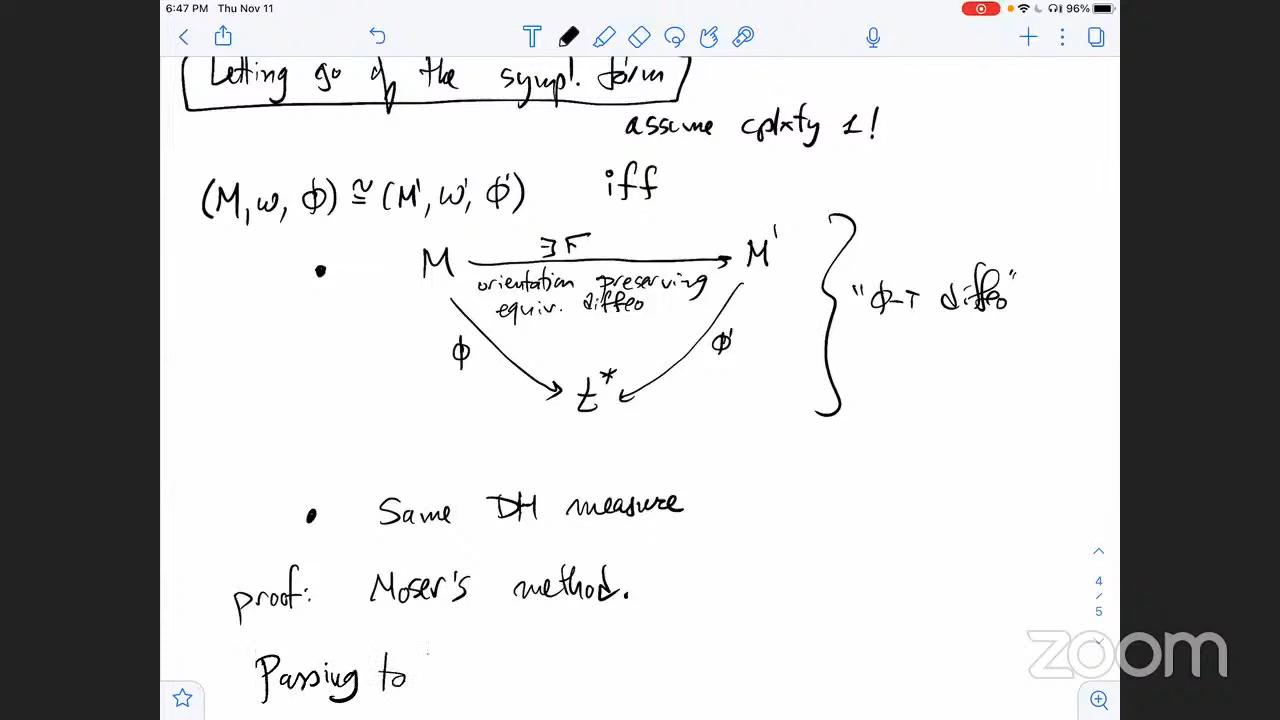 6:47 PM Thu Nov 11
96%
Letting go of the sympl. form
assume cplxty 1!
(M, ω, Φ) ≅ (M', ω', Φ') iff
M ∃ F M'
orientation preserving
equiv. diffeo
"Φ-T diffeo"
Φ Φ'
t*
• Same DH measure
proof: Moser's method.
Passing to
4
/
5
zoom